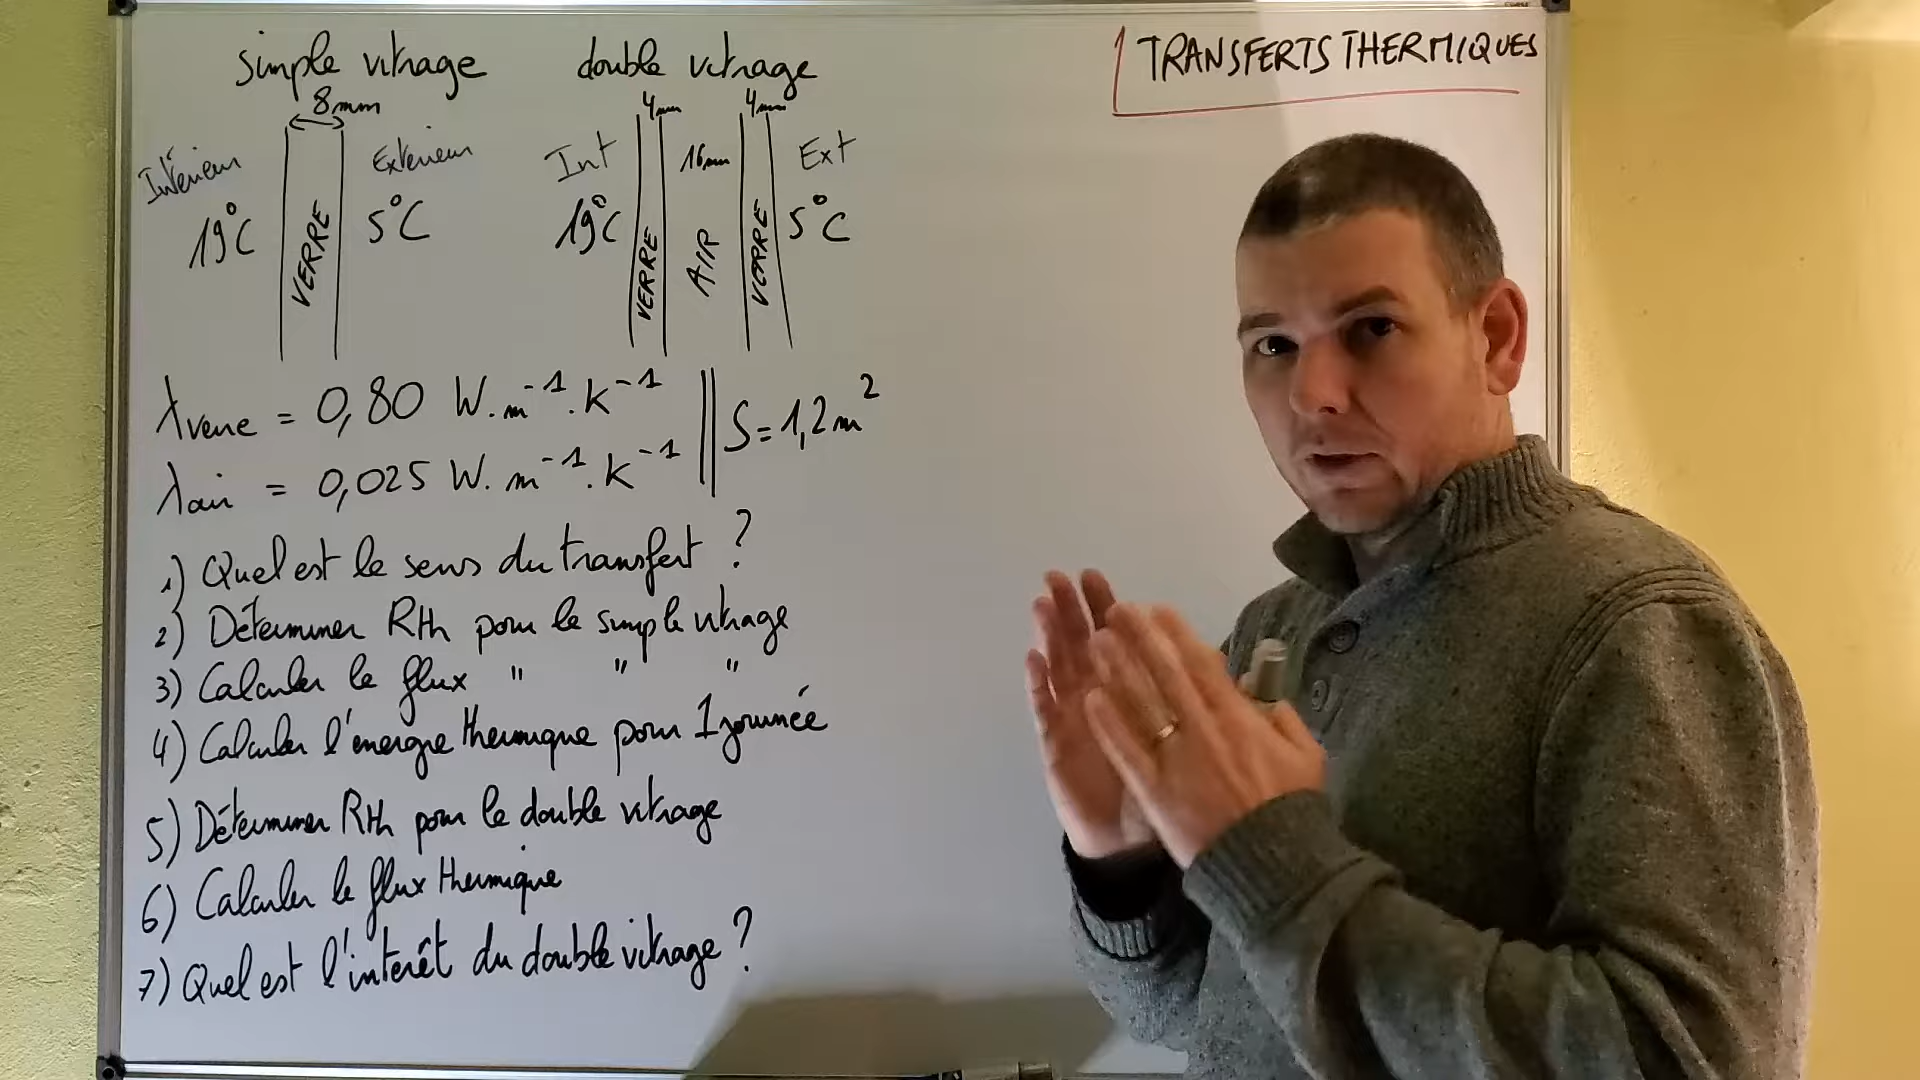 simple vitrage
8mm
Intérieur
Extérieur
19°C
VERRE
5°C
double vitrage
4mm
4mm
Int
16mm
Ext
19°C
VERRE
AIR
VERRE
5°C
TRANSFERTS THERMIQUES
λverre = 0,80 W.m⁻¹.K⁻¹
λair = 0,025 W.m⁻¹.K⁻¹
S=1,2m²
1) Quel est le sens du transfert ?
2) Déterminer Rth pour le simple vitrage
3) Calculer le flux " " "
4) Calculer l'énergie thermique pour 1 journée
5) Déterminer Rth pour le double vitrage
6) Calculer le flux thermique
7) Quel est l'interêt du double vitrage ?